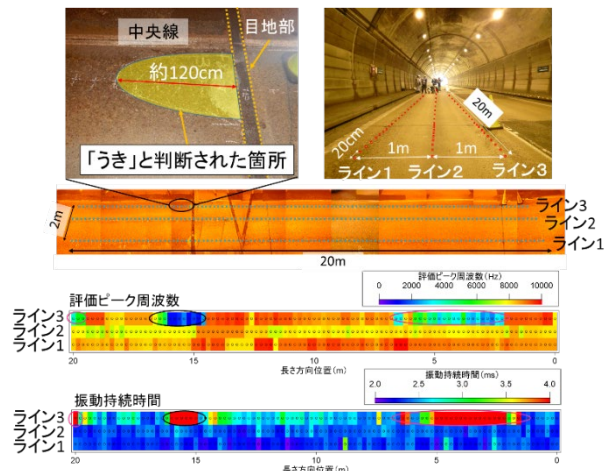 中央線
目地部
約120cm
「うき」と判断された箇所
20m
20cm
1m
1m
ライン1
ライン2
ライン3
2m
ライン3
ライン2
ライン1
20m
評価ピーク周波数(Hz)
0 2000 4000 6000 8000 10000
評価ピーク周波数
ライン3
ライン2
ライン1
20 15 10 5 0
長さ方向位置(m)
振動持続時間(ms)
2.0 2.5 3.0 3.5 4.0
振動持続時間
ライン3
ライン2
ライン1
20 15 10 5 0
長さ方向位置(m)